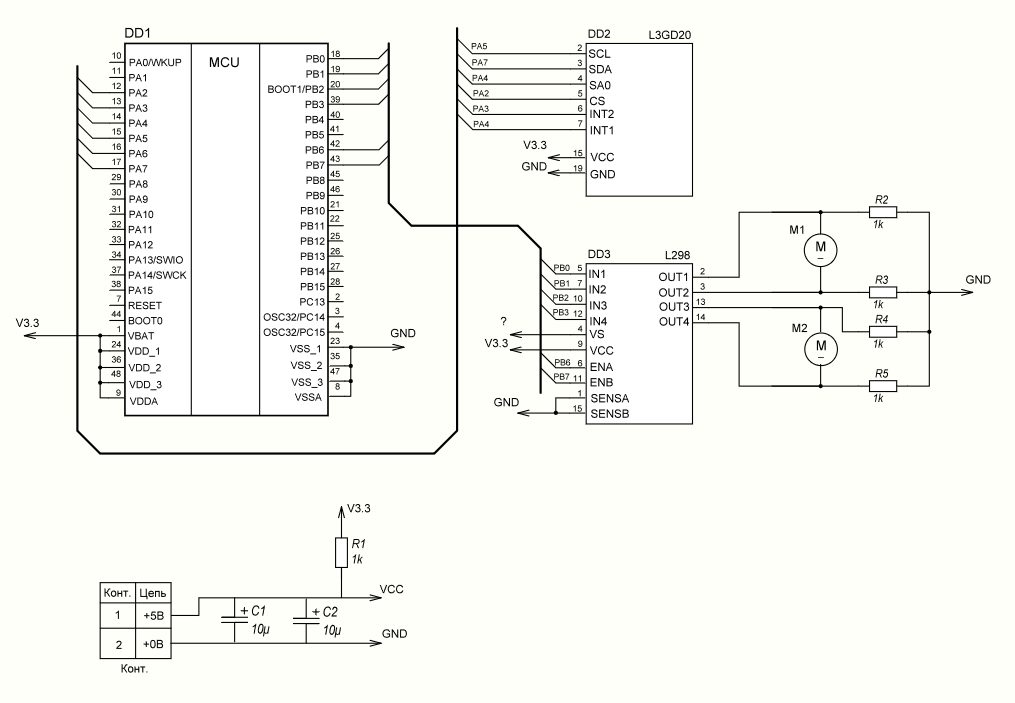 DD1
MCU
10 PA0/WKUP
11 PA1
12 PA2
13 PA3
14 PA4
15 PA5
16 PA6
17 PA7
29 PA8
30 PA9
31 PA10
32 PA11
33 PA12
34 PA13/SWIO
37 PA14/SWCK
38 PA15
7 RESET
44 BOOT0
V3.3
1 VBAT
24 VDD_1
36 VDD_2
48 VDD_3
9 VDDA
PB0 18
PB1 19
BOOT1/PB2 20
PB3 39
PB4 40
PB5 41
PB6 42
PB7 43
PB8 45
PB9 46
PB10 21
PB11 22
PB12 25
PB13 26
PB14 27
PB15 28
PC13 2
OSC32/PC14 3
OSC32/PC15 4
VSS_1 23
GND
VSS_2 35
VSS_3 47
VSSA 8
DD2 L3GD20
PA5 2 SCL
PA7 3 SDA
PA4 4 SA0
PA2 5 CS
PA3 6 INT2
PA4 7 INT1
V3.3 15 VCC
GND 19 GND
DD3 L298
PB0 5 IN1
PB1 7 IN2
PB2 10 IN3
PB3 12 IN4
? 4 VS
V3.3 9 VCC
PB6 6 ENA
PB7 11 ENB
1 SENSA
GND
15 SENSB
OUT1 2
OUT2 3
OUT3 13
OUT4 14
M1
M
M2
M
R2
1k
R3
1k
R4
1k
R5
1k
GND
V3.3
R1
1k
VCC
+ C1
10µ
+ C2
10µ
GND
Конт. Цепь
1 +5В
2 +0В
Конт.